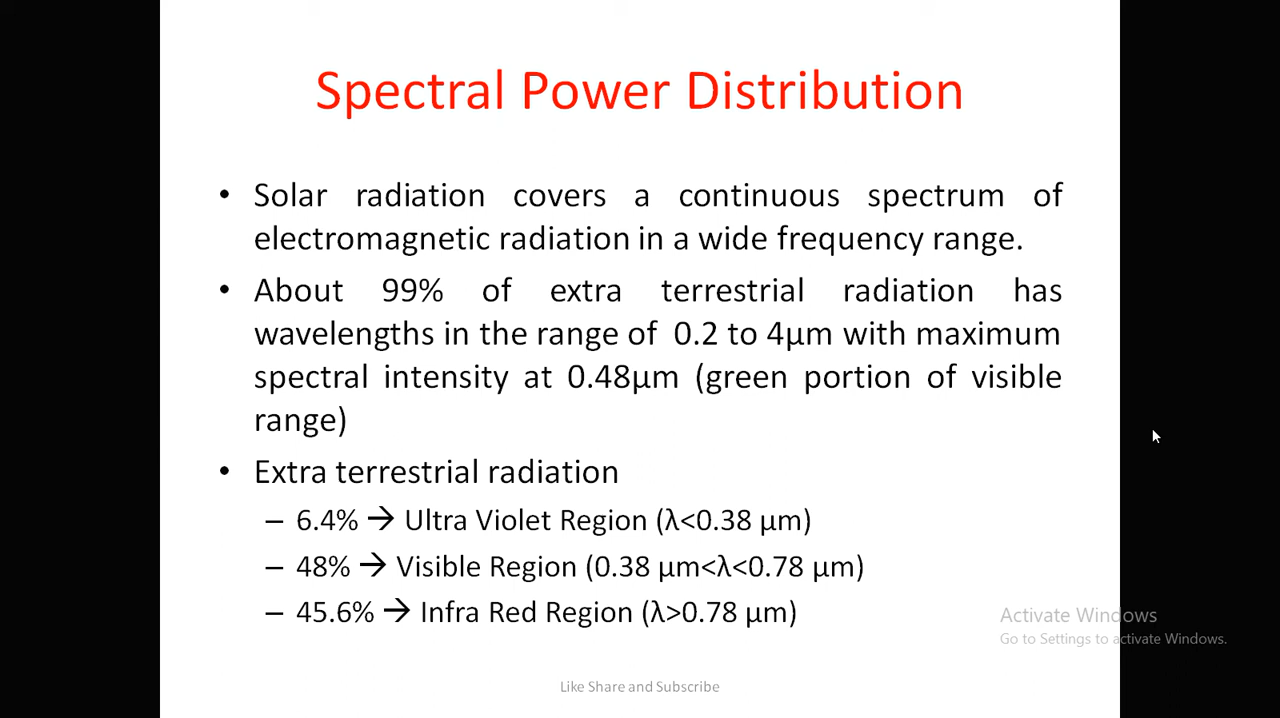 Spectral Power Distribution
• Solar radiation covers a continuous spectrum of
electromagnetic radiation in a wide frequency range.
• About 99% of extra terrestrial radiation has
wavelengths in the range of 0.2 to 4μm with maximum
spectral intensity at 0.48μm (green portion of visible
range)
• Extra terrestrial radiation
– 6.4% → Ultra Violet Region (λ<0.38 μm)
– 48% → Visible Region (0.38 μm<λ<0.78 μm)
– 45.6% → Infra Red Region (λ>0.78 μm)
Activate Windows
Go to Settings to activate Windows.
Like Share and Subscribe